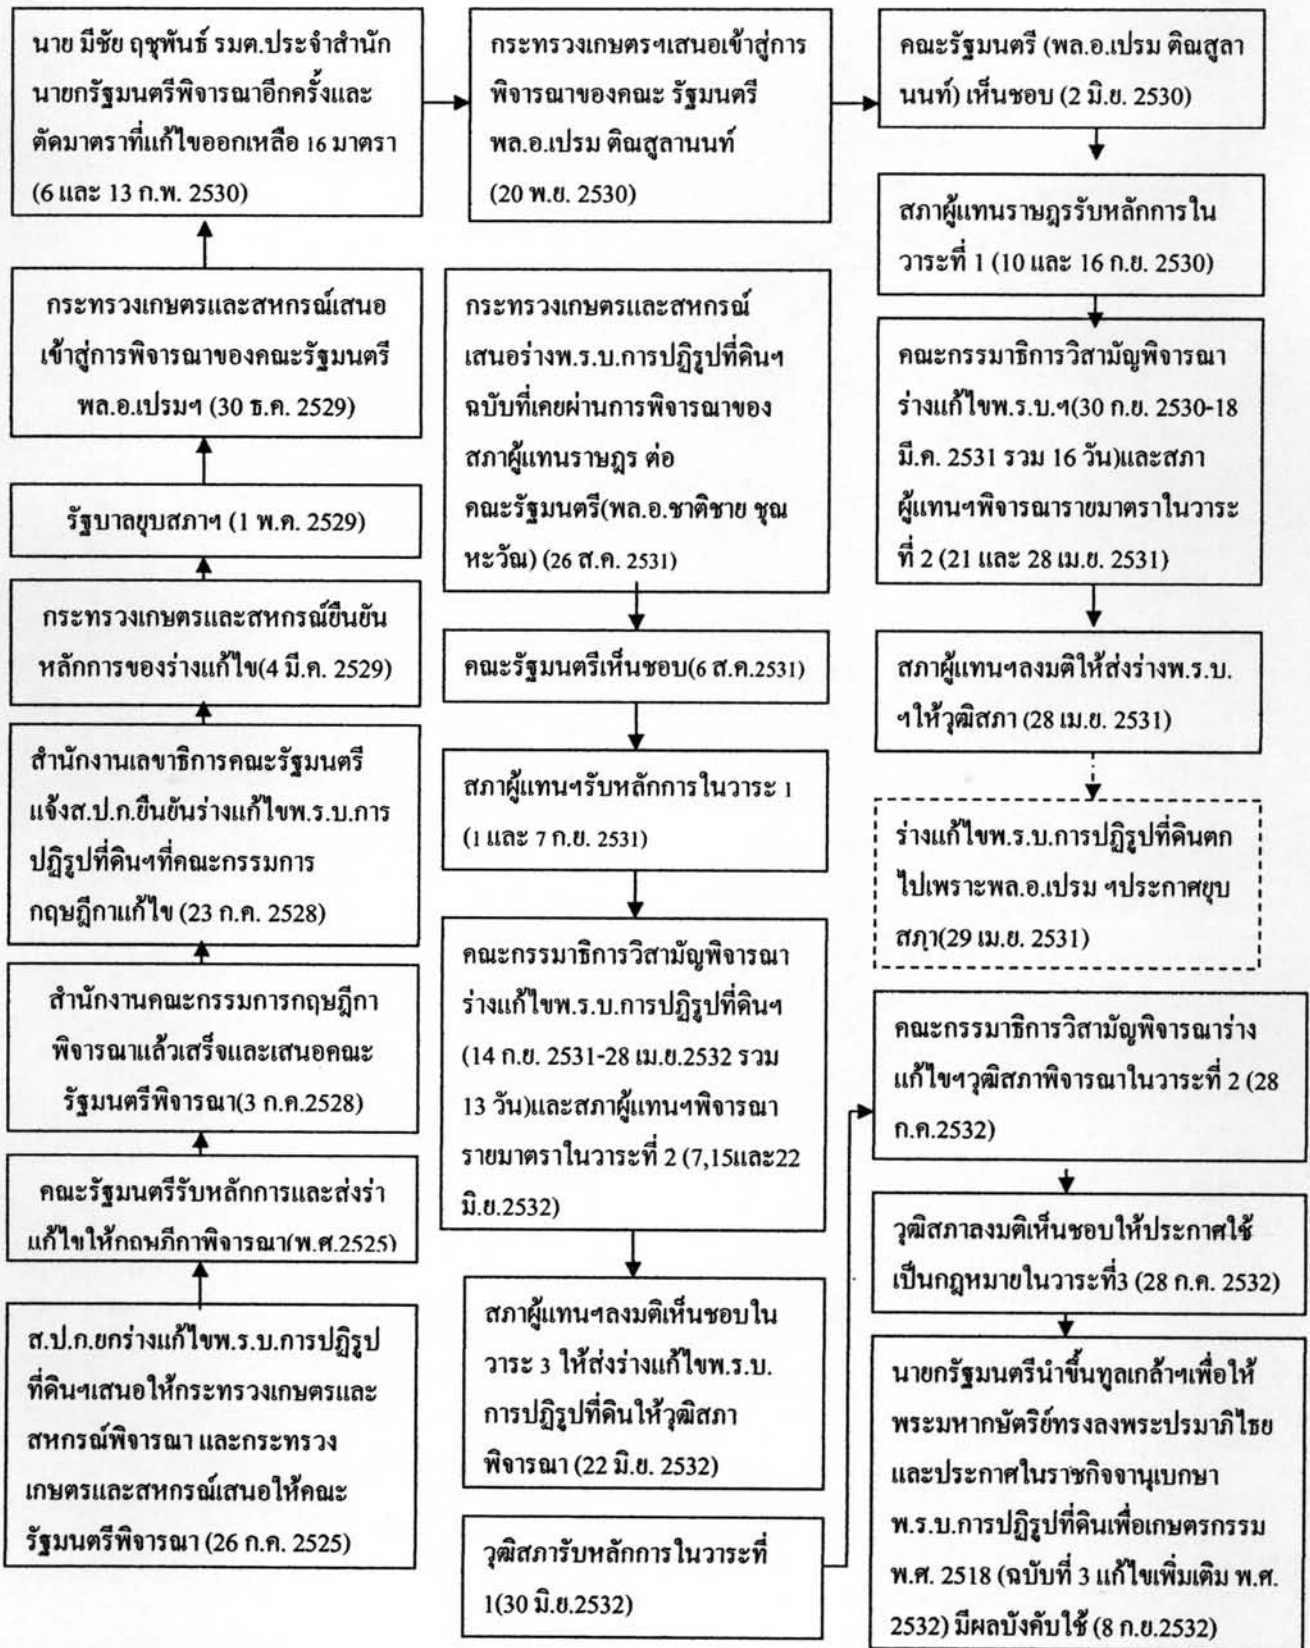 ส.ป.ก.ยกร่างแก้ไขพ.ร.บ.การปฏิรูป
ที่ดินฯเสนอให้กระทรวงเกษตรและ
สหกรณ์พิจารณา และกระทรวง
เกษตรและสหกรณ์เสนอให้คณะ
รัฐมนตรีพิจารณา (26 ก.ค. 2525)
คณะรัฐมนตรีรับหลักการและส่งร่า
แก้ไขให้กฤษฎีกาพิจารณา(พ.ศ.2525)
สำนักงานคณะกรรมการกฤษฎีกา
พิจารณาแล้วเสร็จและเสนอคณะ
รัฐมนตรีพิจารณา(3 ก.ค.2528)
สำนักงานเลขาธิการคณะรัฐมนตรี
แจ้งส.ป.ก.ยืนยันร่างแก้ไขพ.ร.บ.การ
ปฏิรูปที่ดินฯที่คณะกรรมการ
กฤษฎีกาแก้ไข (23 ก.ค. 2528)
กระทรวงเกษตรและสหกรณ์ยืนยัน
หลักการของร่างแก้ไข(4 มี.ค. 2529)
รัฐบาลยุบสภาฯ (1 พ.ค. 2529)
กระทรวงเกษตรและสหกรณ์เสนอ
เข้าสู่การพิจารณาของคณะรัฐมนตรี
พล.อ.เปรมฯ (30 ธ.ค. 2529)
นาย มีชัย ฤชุพันธ์ รมต.ประจำสำนัก
นายกรัฐมนตรีพิจารณาอีกครั้งและ
ตัดมาตราที่แก้ไขออกเหลือ 16 มาตรา
(6 และ 13 ก.พ. 2530)
กระทรวงเกษตรฯเสนอเข้าสู่การ
พิจารณาของคณะ รัฐมนตรี
พล.อ.เปรม ติณสูลานนท์
(20 พ.ย. 2530)
คณะรัฐมนตรี (พล.อ.เปรม ติณสูลา
นนท์) เห็นชอบ (2 มิ.ย. 2530)
สภาผู้แทนราษฎรรับหลักการใน
วาระที่ 1 (10 และ 16 ก.ย. 2530)
คณะกรรมาธิการวิสามัญพิจารณา
ร่างแก้ไขพ.ร.บ.ฯ(30 ก.ย. 2530-18
มี.ค. 2531 รวม 16 วัน)และสภา
ผู้แทนฯพิจารณารายมาตราในวาระ
ที่ 2 (21 และ 28 เม.ย. 2531)
สภาผู้แทนฯลงมติให้ส่งร่างพ.ร.บ.
ฯให้วุฒิสภา (28 เม.ย. 2531)
ร่างแก้ไขพ.ร.บ.การปฏิรูปที่ดินตก
ไปเพราะพล.อ.เปรม ฯประกาศยุบ
สภา(29 เม.ย. 2531)
กระทรวงเกษตรและสหกรณ์
เสนอร่างพ.ร.บ.การปฏิรูปที่ดินฯ
ฉบับที่เคยผ่านการพิจารณาของ
สภาผู้แทนราษฎร ต่อ
คณะรัฐมนตรี(พล.อ.ชาติชาย ชุณ
หะวัณ) (26 ส.ค. 2531)
คณะรัฐมนตรีเห็นชอบ(6 ส.ค.2531)
สภาผู้แทนฯรับหลักการในวาระ 1
(1 และ 7 ก.ย. 2531)
คณะกรรมาธิการวิสามัญพิจารณา
ร่างแก้ไขพ.ร.บ.การปฏิรูปที่ดินฯ
(14 ก.ย. 2531-28 เม.ย.2532 รวม
13 วัน)และสภาผู้แทนฯพิจารณา
รายมาตราในวาระที่ 2 (7,15และ22
มิ.ย.2532)
สภาผู้แทนฯลงมติเห็นชอบใน
วาระ 3 ให้ส่งร่างแก้ไขพ.ร.บ.
การปฏิรูปที่ดินให้วุฒิสภา
พิจารณา (22 มิ.ย. 2532)
วุฒิสภารับหลักการในวาระที่
1(30 มิ.ย.2532)
คณะกรรมาธิการวิสามัญพิจารณาร่าง
แก้ไขฯวุฒิสภาพิจารณาในวาระที่ 2 (28
ก.ค.2532)
วุฒิสภาลงมติเห็นชอบให้ประกาศใช้
เป็นกฎหมายในวาระที่3 (28 ก.ค. 2532)
นายกรัฐมนตรีนำขึ้นทูลเกล้าฯเพื่อให้
พระมหากษัตริย์ทรงลงพระปรมาภิไธย
และประกาศในราชกิจจานุเบกษา
พ.ร.บ.การปฏิรูปที่ดินเพื่อเกษตรกรรม
พ.ศ. 2518 (ฉบับที่ 3 แก้ไขเพิ่มเติม พ.ศ.
2532) มีผลบังคับใช้ (8 ก.ย.2532)